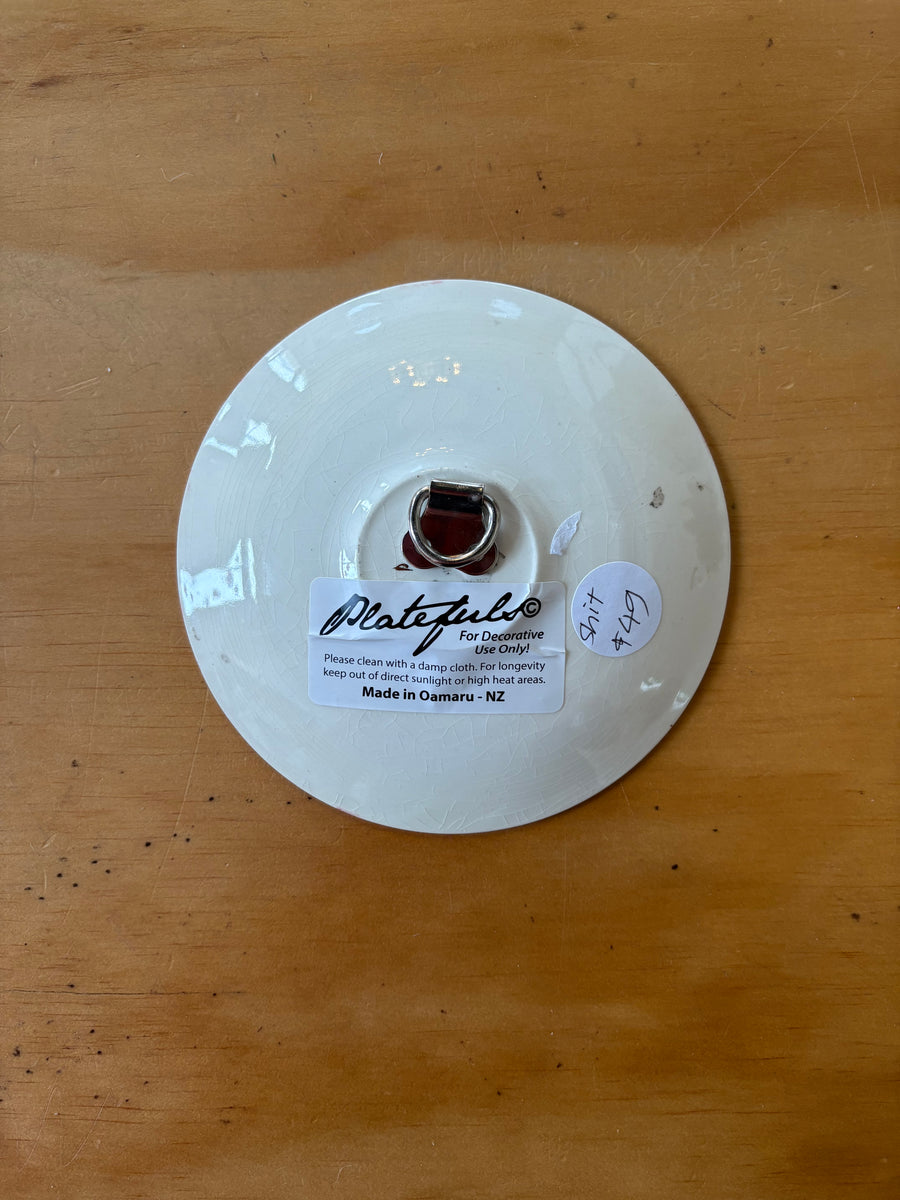 Platefuls©
For Decorative
Use Only!
Please clean with a damp cloth. For longevity
keep out of direct sunlight or high heat areas.
Made in Oamaru - NZ
Shit
$49